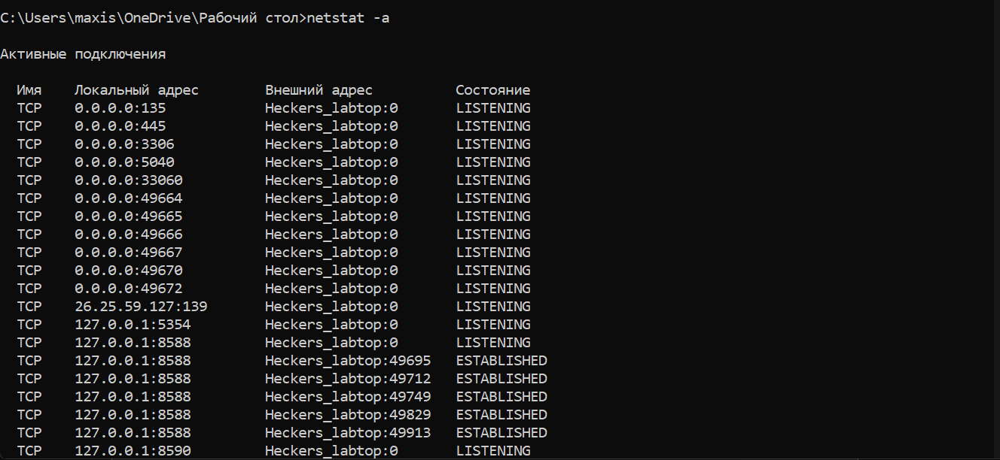 C:\Users\maxis\OneDrive\Рабочий стол>netstat -a
Активные подключения
Имя Локальный адрес Внешний адрес Состояние
TCP 0.0.0.0:135 Heckers_labtop:0 LISTENING
TCP 0.0.0.0:445 Heckers_labtop:0 LISTENING
TCP 0.0.0.0:3306 Heckers_labtop:0 LISTENING
TCP 0.0.0.0:5040 Heckers_labtop:0 LISTENING
TCP 0.0.0.0:33060 Heckers_labtop:0 LISTENING
TCP 0.0.0.0:49664 Heckers_labtop:0 LISTENING
TCP 0.0.0.0:49665 Heckers_labtop:0 LISTENING
TCP 0.0.0.0:49666 Heckers_labtop:0 LISTENING
TCP 0.0.0.0:49667 Heckers_labtop:0 LISTENING
TCP 0.0.0.0:49670 Heckers_labtop:0 LISTENING
TCP 0.0.0.0:49672 Heckers_labtop:0 LISTENING
TCP 26.25.59.127:139 Heckers_labtop:0 LISTENING
TCP 127.0.0.1:5354 Heckers_labtop:0 LISTENING
TCP 127.0.0.1:8588 Heckers_labtop:0 LISTENING
TCP 127.0.0.1:8588 Heckers_labtop:49695 ESTABLISHED
TCP 127.0.0.1:8588 Heckers_labtop:49712 ESTABLISHED
TCP 127.0.0.1:8588 Heckers_labtop:49749 ESTABLISHED
TCP 127.0.0.1:8588 Heckers_labtop:49829 ESTABLISHED
TCP 127.0.0.1:8588 Heckers_labtop:49913 ESTABLISHED
TCP 127.0.0.1:8590 Heckers_labtop:0 LISTENING